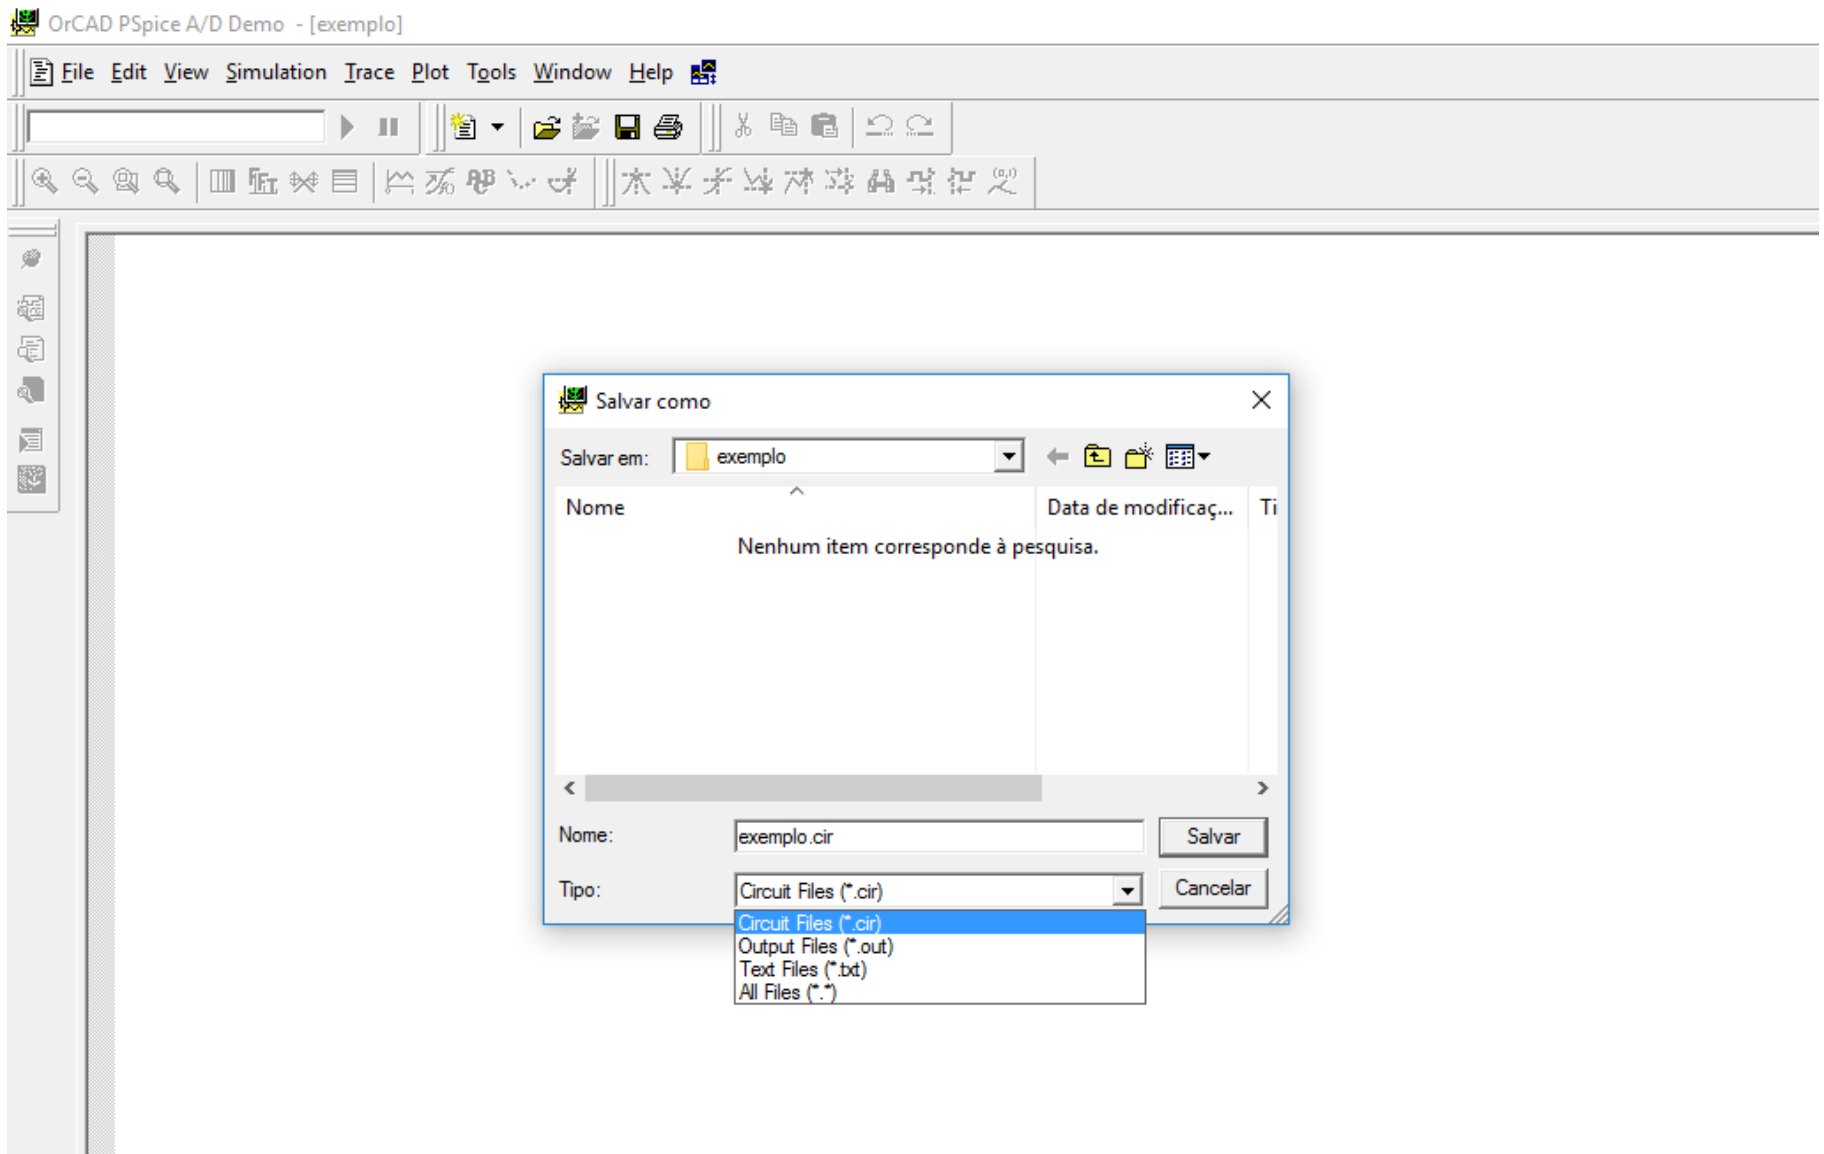 OrCAD PSpice A/D Demo - [exemplo]
File Edit View Simulation Trace Plot Tools Window Help
Salvar como
Salvar em: exemplo
Nome Data de modificaç... Ti
Nenhum item corresponde à pesquisa.
Nome: exemplo.cir Salvar
Tipo: Circuit Files (*.cir) Cancelar
Circuit Files (*.cir)
Output Files (*.out)
Text Files (*.txt)
All Files (*.*)